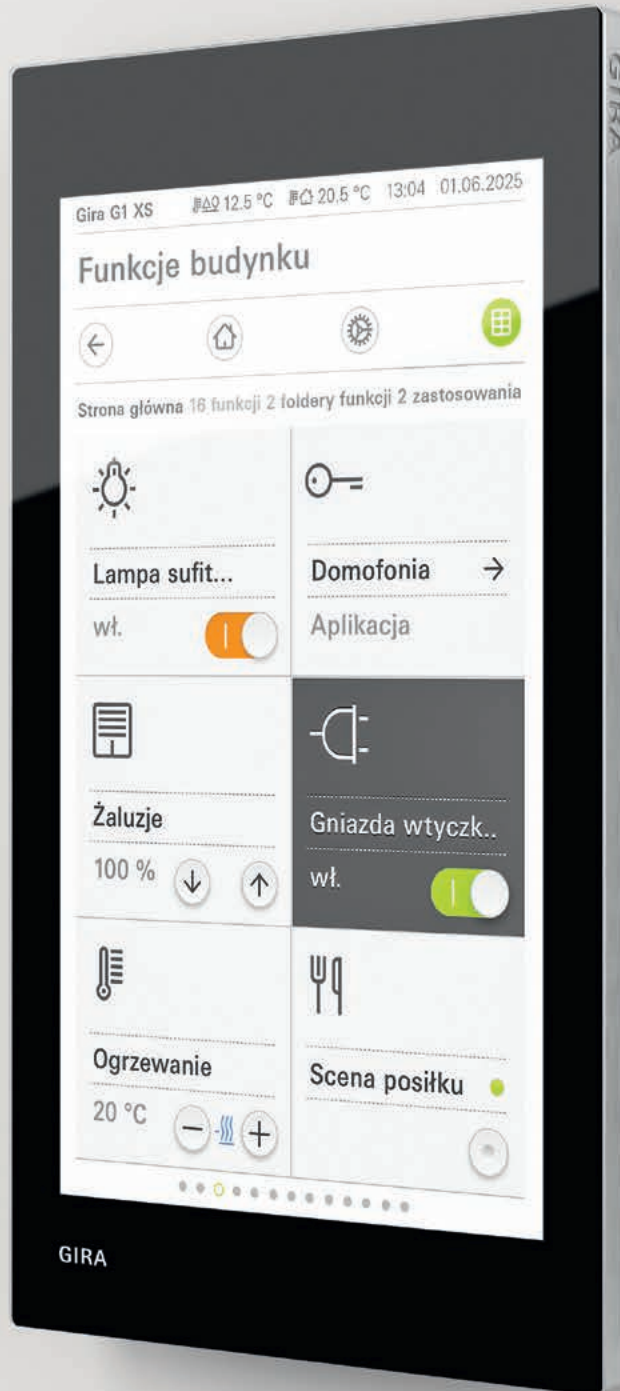 GIRA
Gira G1 XS 12.5 °C 20,5 °C 13:04 01.06.2025
Funkcje budynku
Strona główna 16 funkcji 2 foldery funkcji 2 zastosowania
Lampa sufit...
wł.
Domofonia →
Aplikacja
Żaluzje
100 %
Gniazda wtyczk..
wł.
Ogrzewanie
20 °C
Scena posiłku
GIRA